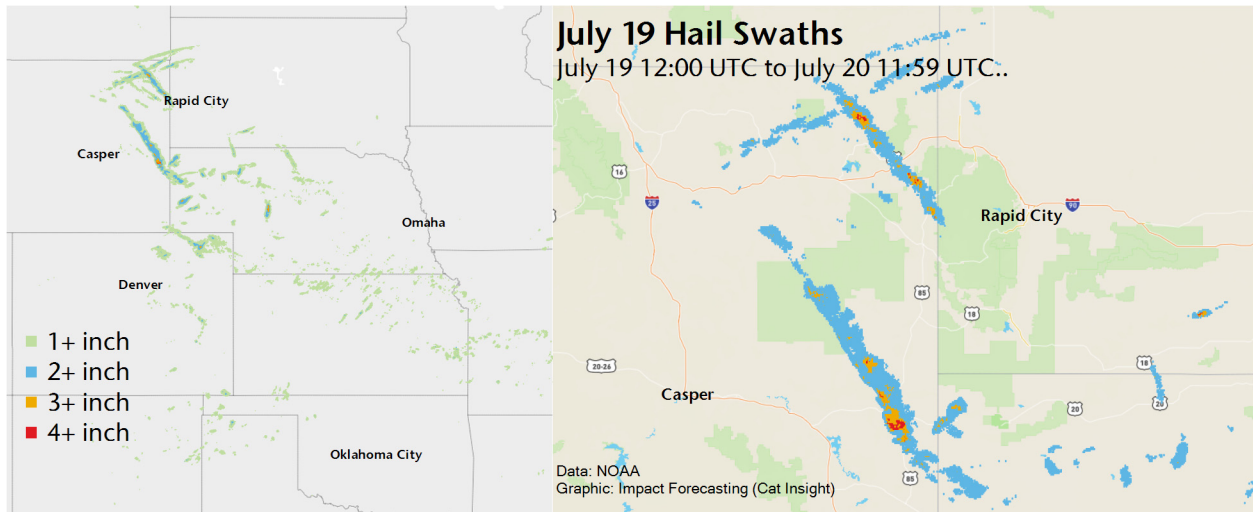 Rapid City
Casper
Omaha
Denver
1+ inch
2+ inch
3+ inch
4+ inch
Oklahoma City
July 19 Hail Swaths
July 19 12:00 UTC to July 20 11:59 UTC..
16
25
90
Rapid City
85
18
20-26
18
20
20
Casper
85
Data: NOAA
Graphic: Impact Forecasting (Cat Insight)